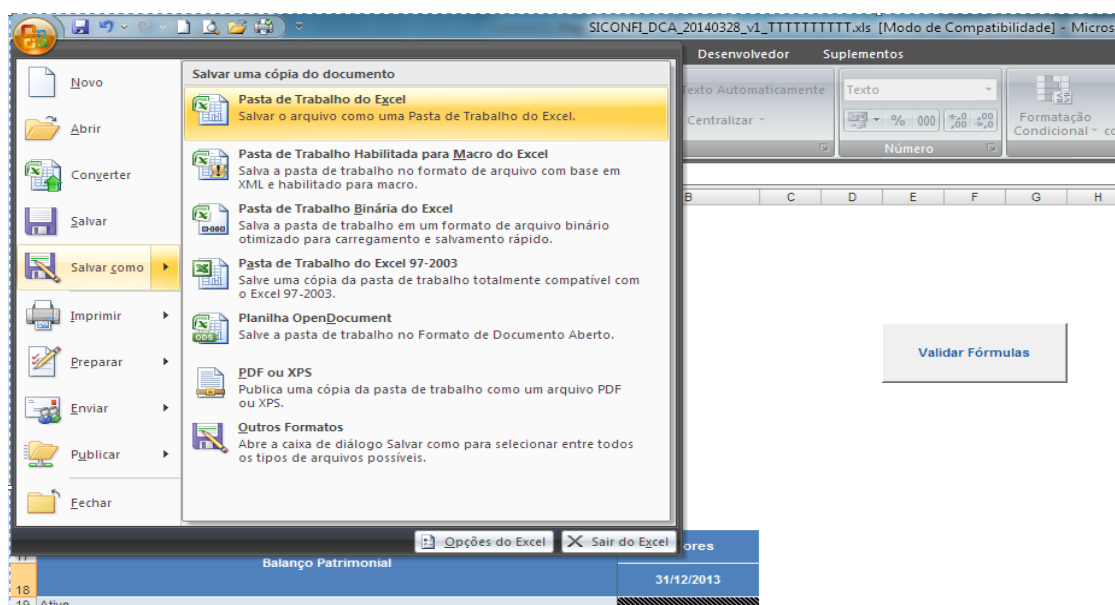 SICONFI_DCA_20140328_v1_TTTTTTTTTT.xls [Modo de Compatibilidade] - Micros
Desenvolvedor Suplementos
Texto Automaticamente
Centralizar
Texto
% 000
Número
Formatação
Condicional
Novo
Abrir
Converter
Salvar
Salvar como
Imprimir
Preparar
Enviar
Publicar
Fechar
Salvar uma cópia do documento
Pasta de Trabalho do Excel
Salvar o arquivo como uma Pasta de Trabalho do Excel.
Pasta de Trabalho Habilitada para Macro do Excel
Salva a pasta de trabalho no formato de arquivo com base em
XML e habilitado para macro.
Pasta de Trabalho Binária do Excel
Salva a pasta de trabalho em um formato de arquivo binário
otimizado para carregamento e salvamento rápido.
Pasta de Trabalho do Excel 97-2003
Salve uma cópia da pasta de trabalho totalmente compatível com
o Excel 97-2003.
Planilha OpenDocument
Salve a pasta de trabalho no Formato de Documento Aberto.
PDF ou XPS
Publica uma cópia da pasta de trabalho como um arquivo PDF
ou XPS.
Outros Formatos
Abre a caixa de diálogo Salvar como para selecionar entre todos
os tipos de arquivos possíveis.
Opções do Excel Sair do Excel
B C D E F G H
Validar Fórmulas
17 Balanço Patrimonial ores
18 31/12/2013
19 Ativo